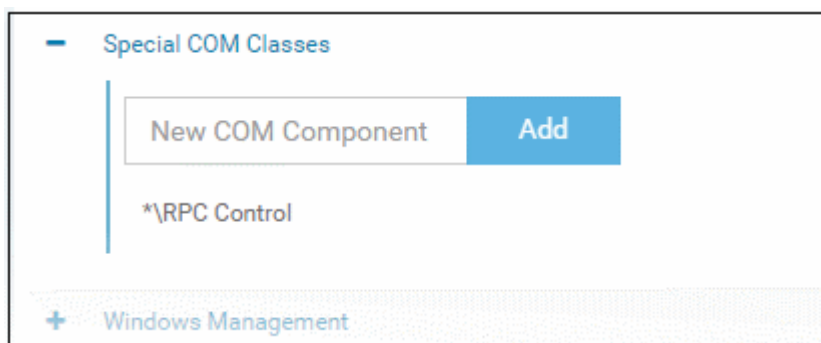 Special COM Classes
New COM Component Add
*\RPC Control
Windows Management